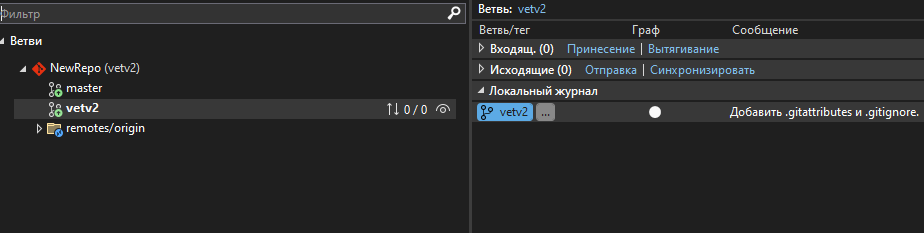 Фильтр
Ветви
NewRepo (vetv2)
master
vetv2 0 / 0
remotes/origin
Ветвь: vetv2
Ветвь/тег Граф Сообщение
Входящ. (0) Принесение | Вытягивание
Исходящие (0) Отправка | Синхронизировать
Локальный журнал
vetv2 ... Добавить .gitattributes и .gitignore.